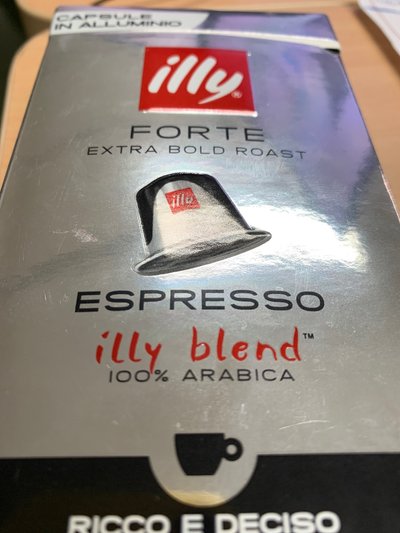 CAPSULE
IN ALLUMINIO
illy®
FORTE
EXTRA BOLD ROAST
illy
ESPRESSO
illy blend™
100% ARABICA
RICCO E DECISO